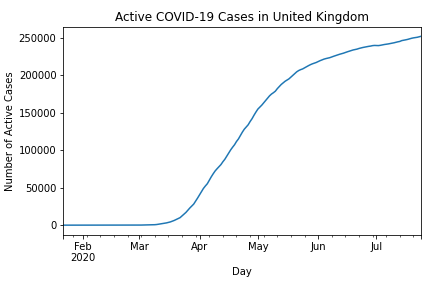 Active COVID-19 Cases in United Kingdom
Number of Active Cases
250000
200000
150000
100000
50000
0
Feb Mar Apr May Jun Jul
2020
Day